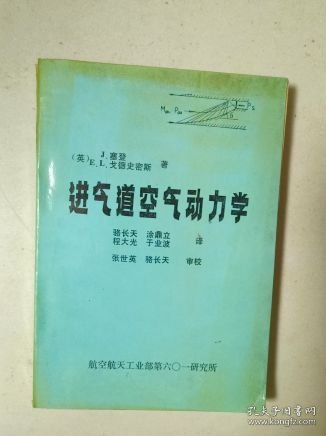 M∞ P∞
（英）J.塞登
E.L.戈德史密斯 著
进气道空气动力学
骆长天 涂鼎立
程大光 于业波 译
张世英 骆长天 审校
航空航天工业部第六〇一研究所
孔夫子旧书网
www.kongfz.com